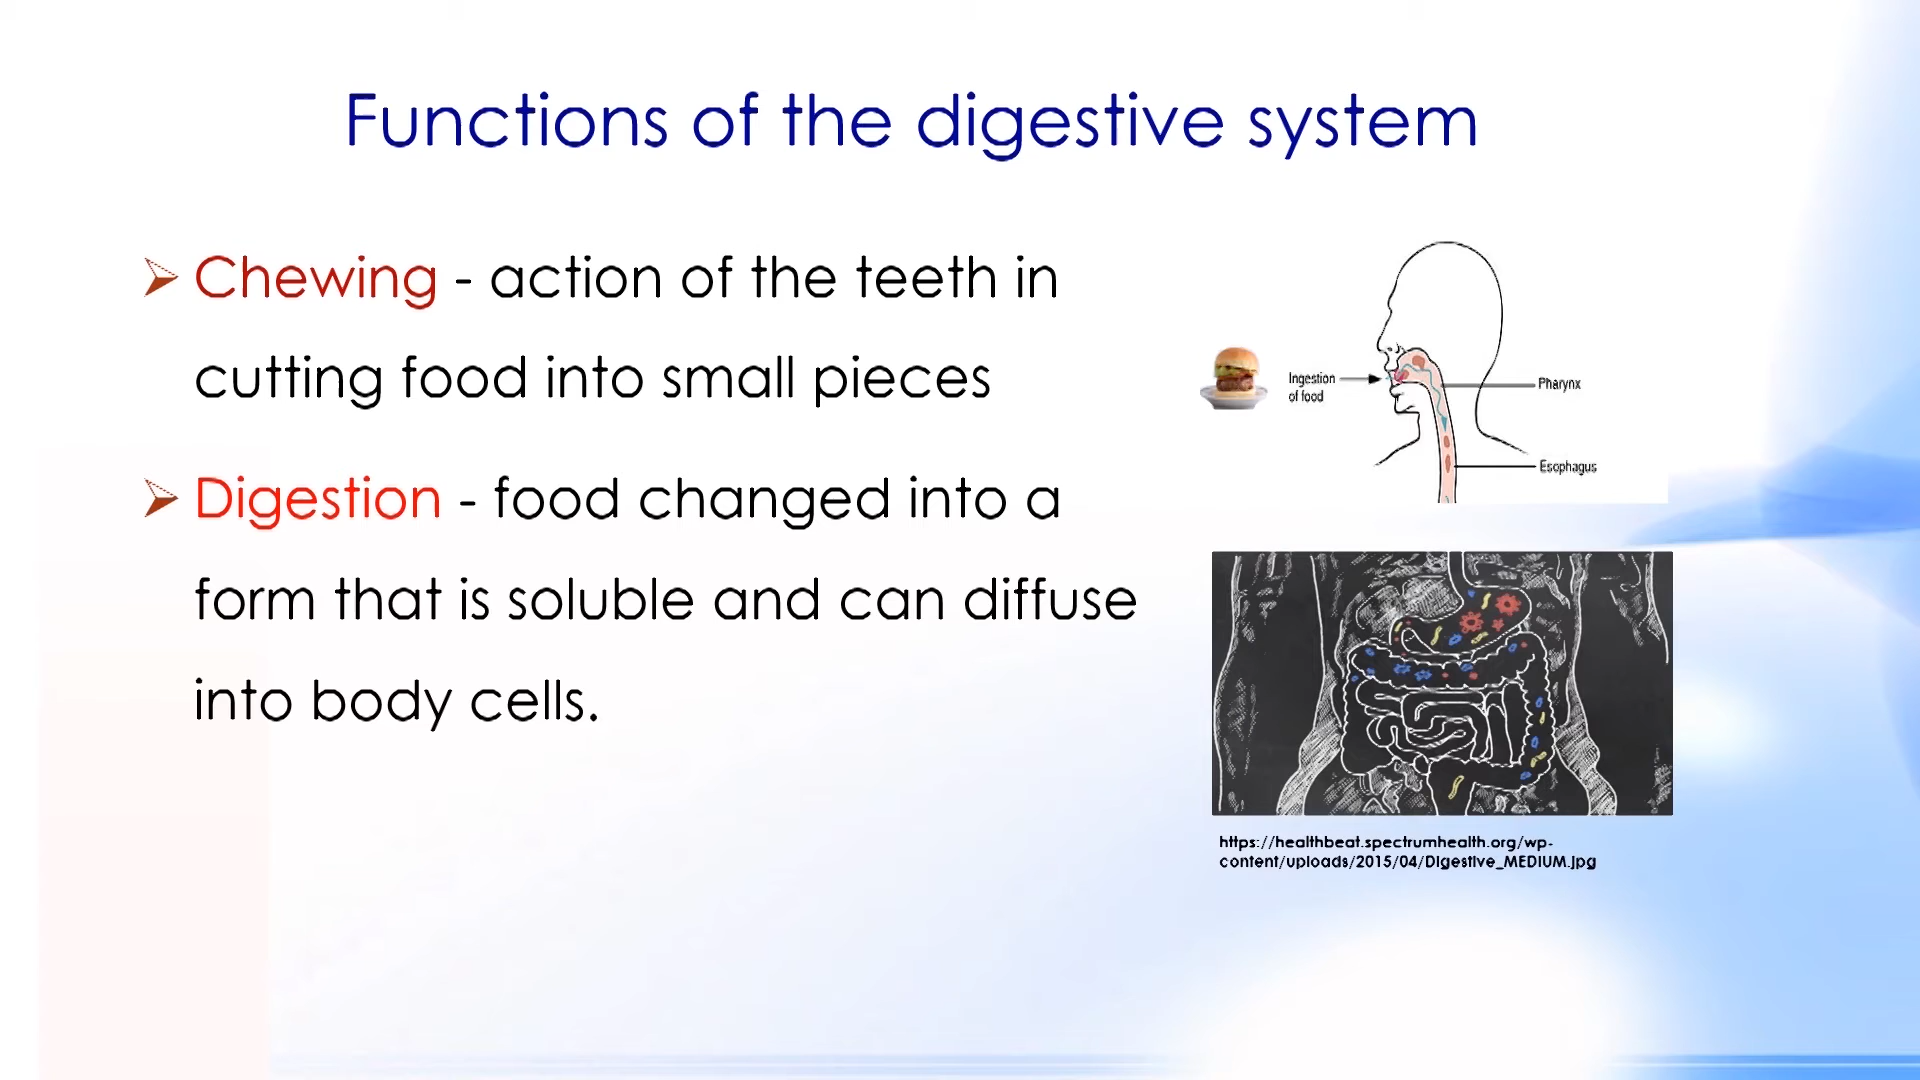 Functions of the digestive system
Chewing - action of the teeth in
cutting food into small pieces
Digestion - food changed into a
form that is soluble and can diffuse
into body cells.
Ingestion
of food
Pharynx
Esophagus
https://healthbeat.spectrumhealth.org/wp-
content/uploads/2015/04/Digestive_MEDIUM.jpg